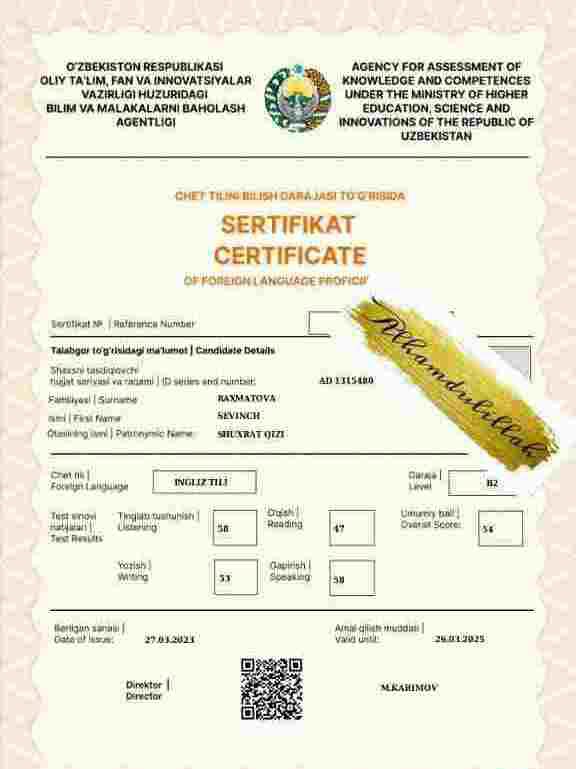 O'ZBEKISTON RESPUBLIKASI
OLIY TA'LIM, FAN VA INNOVATSIYALAR
VAZIRLIGI HUZURIDAGI
BILIM VA MALAKALARNI BAHOLASH
AGENTLIGI
AGENCY FOR ASSESSMENT OF
KNOWLEDGE AND COMPETENCES
UNDER THE MINISTRY OF HIGHER
EDUCATION, SCIENCE AND
INNOVATIONS OF THE REPUBLIC OF
UZBEKISTAN
CHET TILINI BILISH DARAJASI TO'G'RISIDA
SERTIFIKAT
CERTIFICATE
OF FOREIGN LANGUAGE
Sertifikat № | Reference Number
Alhamdulillah
Talabgor to'g'risidagi ma'lumot | Candidate Details
Shaxsni tasdiqlovchi
hujjat seriyasi va raqami | ID series and number:
AD 1315480
Familiyasi | Surname
RAXMATOVA
Ismi | First Name
SEVINCH
Otasining ismi | Patronymic Name:
SHUXRAT QIZI
Chet tili |
Foreign Language
INGLIZ TILI
Daraja |
Level
B2
Test sinovi
natijalari |
Test Results
Tinglab tushunish |
Listening
58
O'qish |
Reading
47
Umumiy ball |
Overall Score:
54
Yozish |
Writing
53
Gapirish |
Speaking
58
Berilgan sanasi |
Date of Issue:
27.03.2023
Amal qilish muddati |
Valid until:
26.03.2025
Direktor |
Director
M.KARIMOV